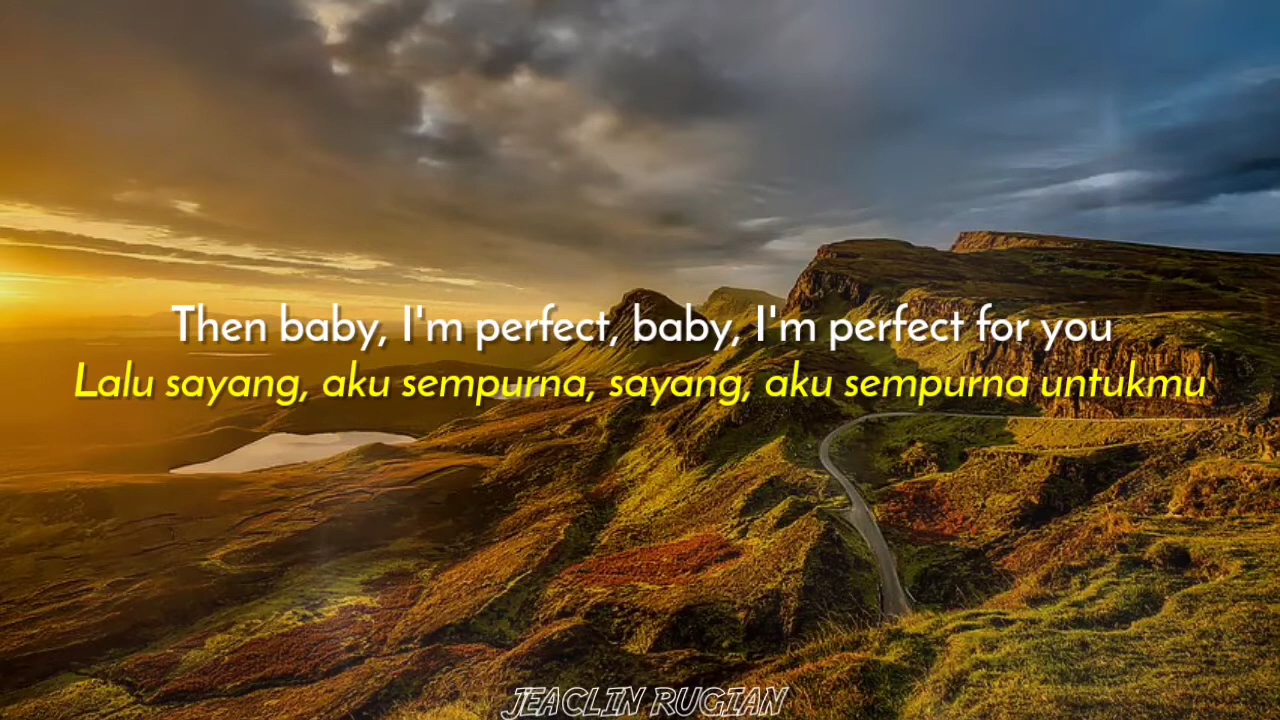 Then baby, I'm perfect, baby, I'm perfect for you
Lalu sayang, aku sempurna, sayang, aku sempurna untukmu
JEACLIN RUGIAN